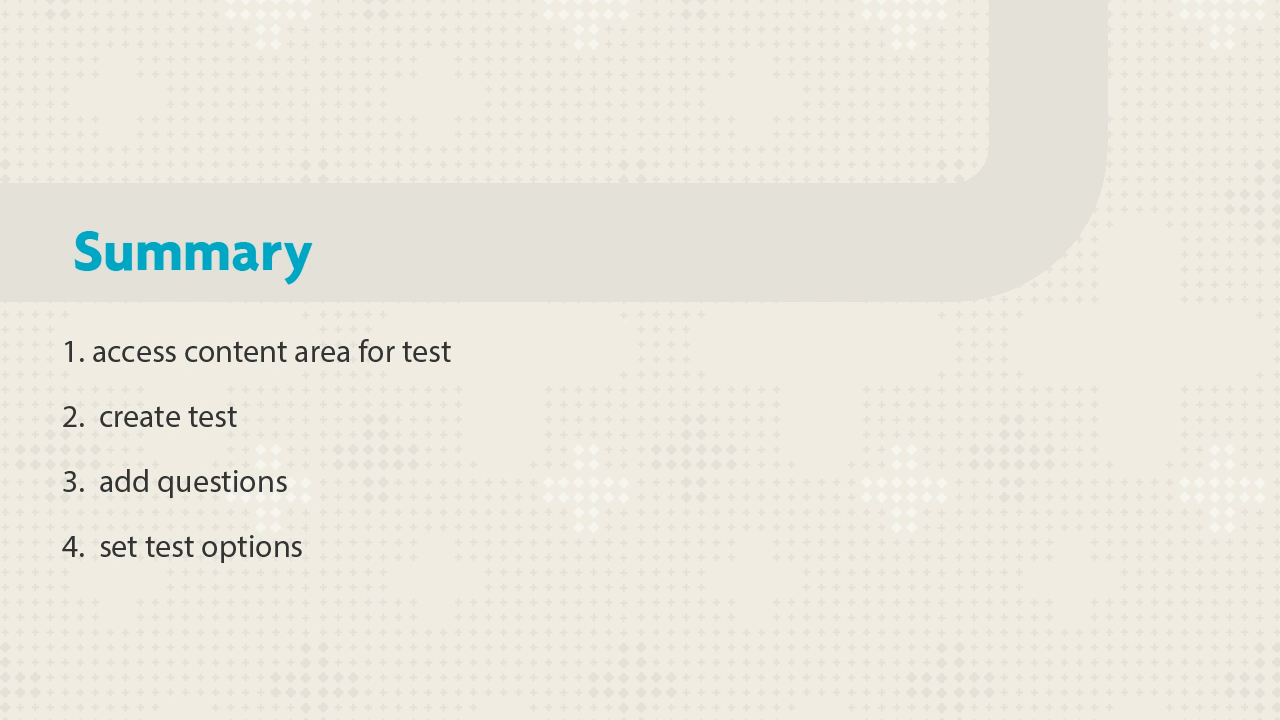 Summary
1. access content area for test
2. create test
3. add questions
4. set test options